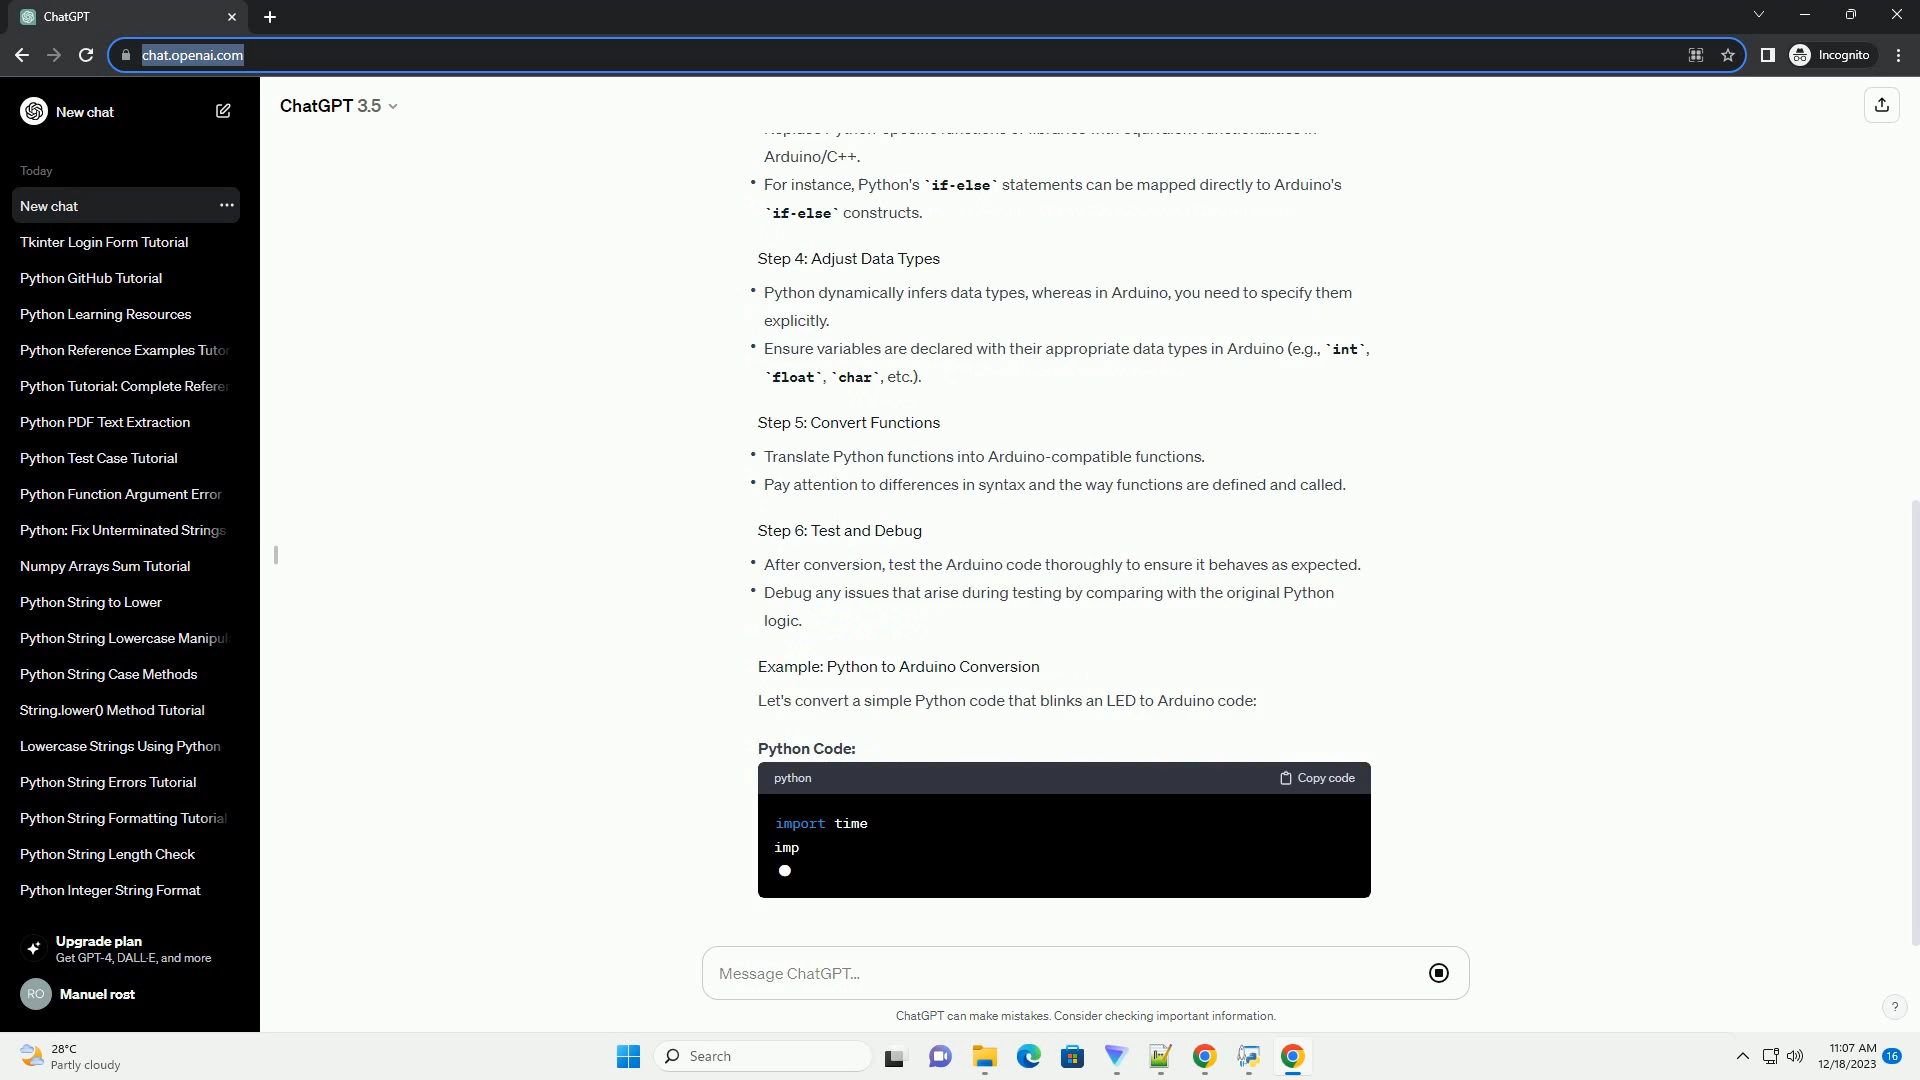 ChatGPT
chat.openai.com
Incognito
New chat
ChatGPT 3.5
Today
New chat
Tkinter Login Form Tutorial
Python GitHub Tutorial
Python Learning Resources
Python Reference Examples Tutor
Python Tutorial: Complete Referen
Python PDF Text Extraction
Python Test Case Tutorial
Python Function Argument Error
Python: Fix Unterminated Strings
Numpy Arrays Sum Tutorial
Python String to Lower
Python String Lowercase Manipul
Python String Case Methods
String.lower() Method Tutorial
Lowercase Strings Using Python
Python String Errors Tutorial
Python String Formatting Tutorial
Python String Length Check
Python Integer String Format
Upgrade plan
Get GPT-4, DALL·E, and more
RO
Manuel rost
Replace Python-specific functions or libraries with equivalent functionalities in
Arduino/C++.
• For instance, Python's `if-else` statements can be mapped directly to Arduino's
`if-else` constructs.
Step 4: Adjust Data Types
• Python dynamically infers data types, whereas in Arduino, you need to specify them
explicitly.
• Ensure variables are declared with their appropriate data types in Arduino (e.g., `int`,
`float`, `char`, etc.).
Step 5: Convert Functions
• Translate Python functions into Arduino-compatible functions.
• Pay attention to differences in syntax and the way functions are defined and called.
Step 6: Test and Debug
• After conversion, test the Arduino code thoroughly to ensure it behaves as expected.
• Debug any issues that arise during testing by comparing with the original Python
logic.
Example: Python to Arduino Conversion
Let's convert a simple Python code that blinks an LED to Arduino code:
Python Code:
python
Copy code
import time
imp
Message ChatGPT...
ChatGPT can make mistakes. Consider checking important information.
?
28°C
Partly cloudy
Search
11:07 AM
12/18/2023
16